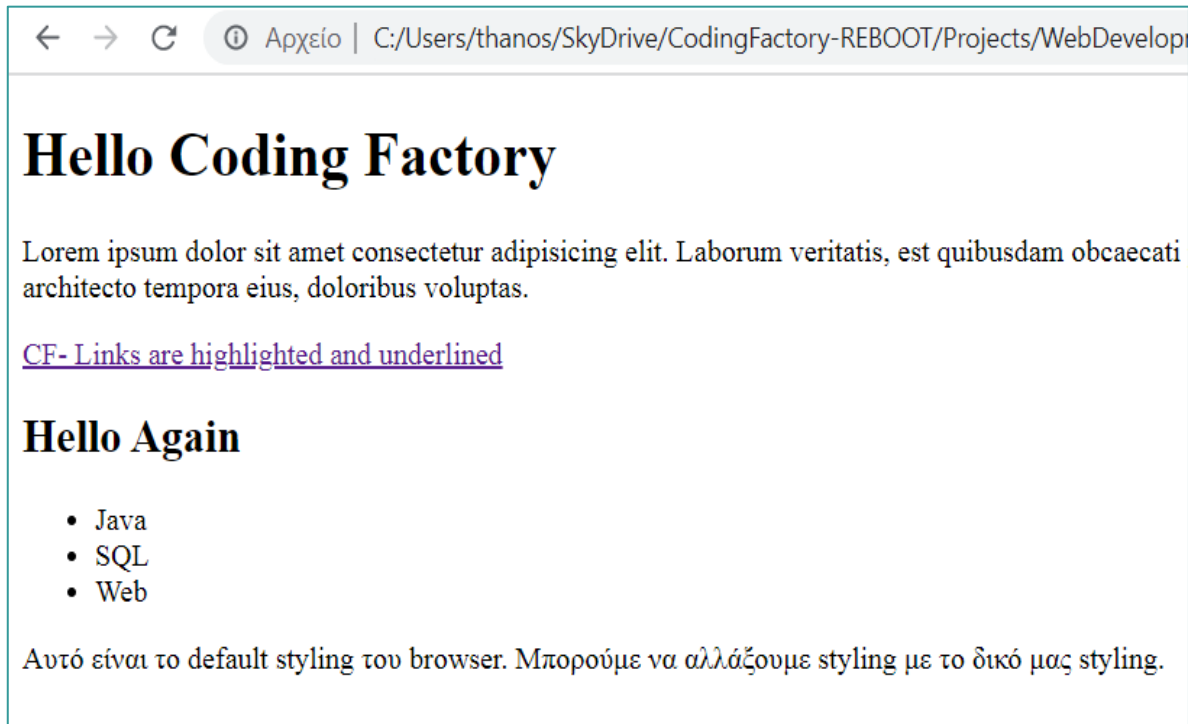 Αρχείο | C:/Users/thanos/SkyDrive/CodingFactory-REBOOT/Projects/WebDevelop
Hello Coding Factory
Lorem ipsum dolor sit amet consectetur adipisicing elit. Laborum veritatis, est quibusdam obcaecati
architecto tempora eius, doloribus voluptas.
CF- Links are highlighted and underlined
Hello Again
• Java
• SQL
• Web
Αυτό είναι το default styling του browser. Μπορούμε να αλλάξουμε styling με το δικό μας styling.